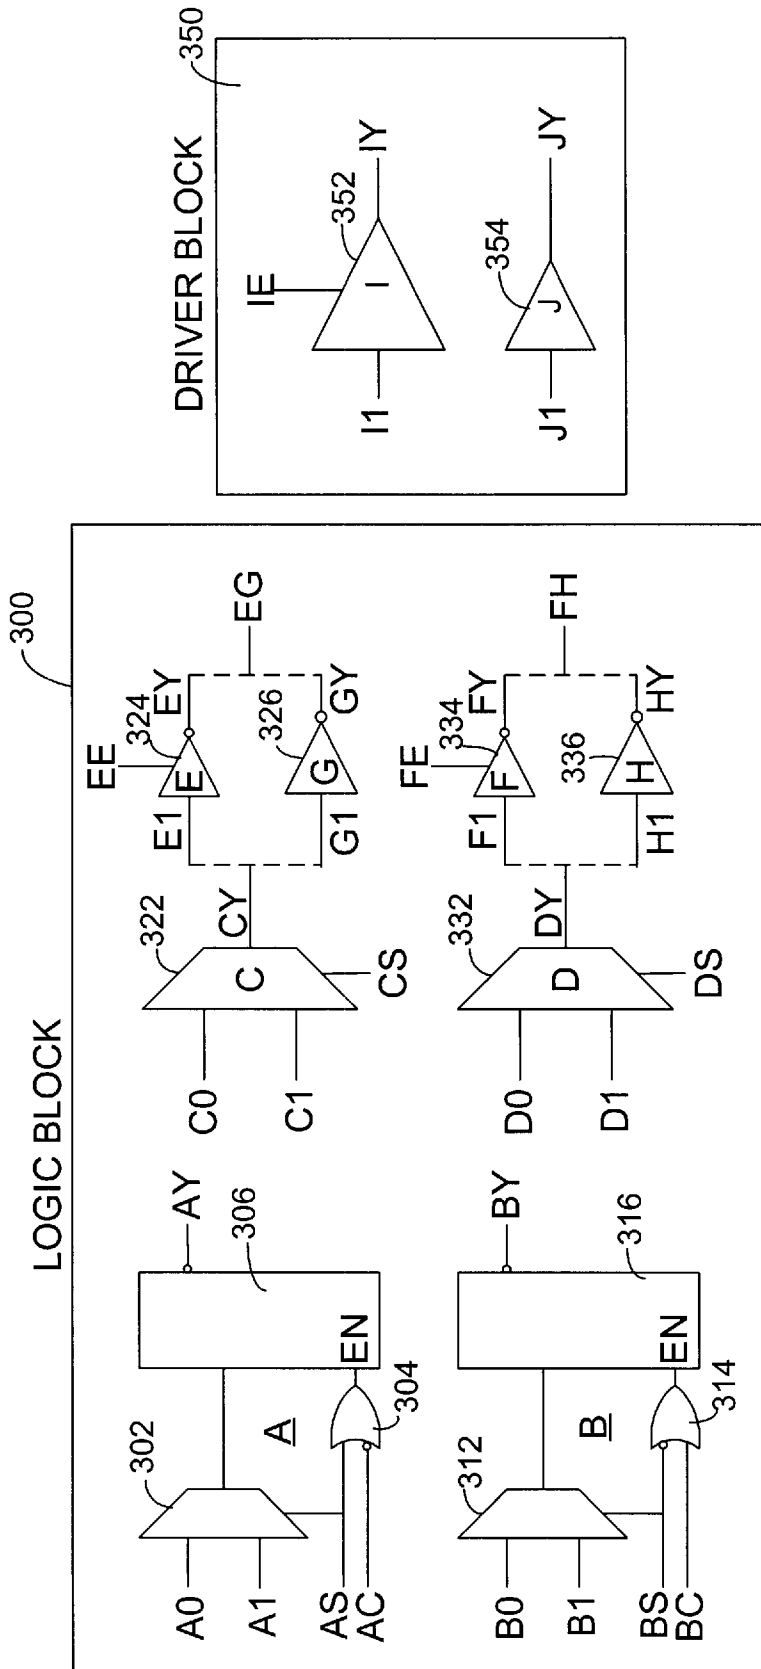 LOGIC BLOCK
300
302
A0
A1
AS
AC
A
304
EN
306
AY
312
B0
B1
BS
BC
B
314
EN
316
BY
322
C0
C1
C
CS
CY
E1
EE
324
E
EY
G1
326
G
GY
EG
332
D0
D1
D
DS
DY
F1
FE
334
F
FY
H1
336
H
HY
FH
DRIVER BLOCK
350
IE
352
I1
I
IY
354
J1
J
JY